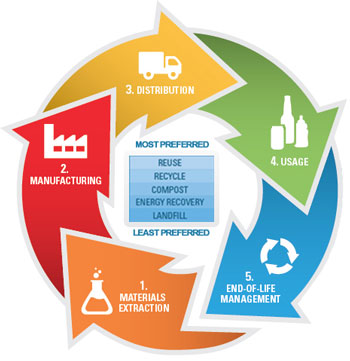 3. DISTRIBUTION
4. USAGE
2.
MANUFACTURING
MOST PREFERRED
REUSE
RECYCLE
COMPOST
ENERGY RECOVERY
LANDFILL
LEAST PREFERRED
1.
MATERIALS
EXTRACTION
5.
END-OF-LIFE
MANAGEMENT